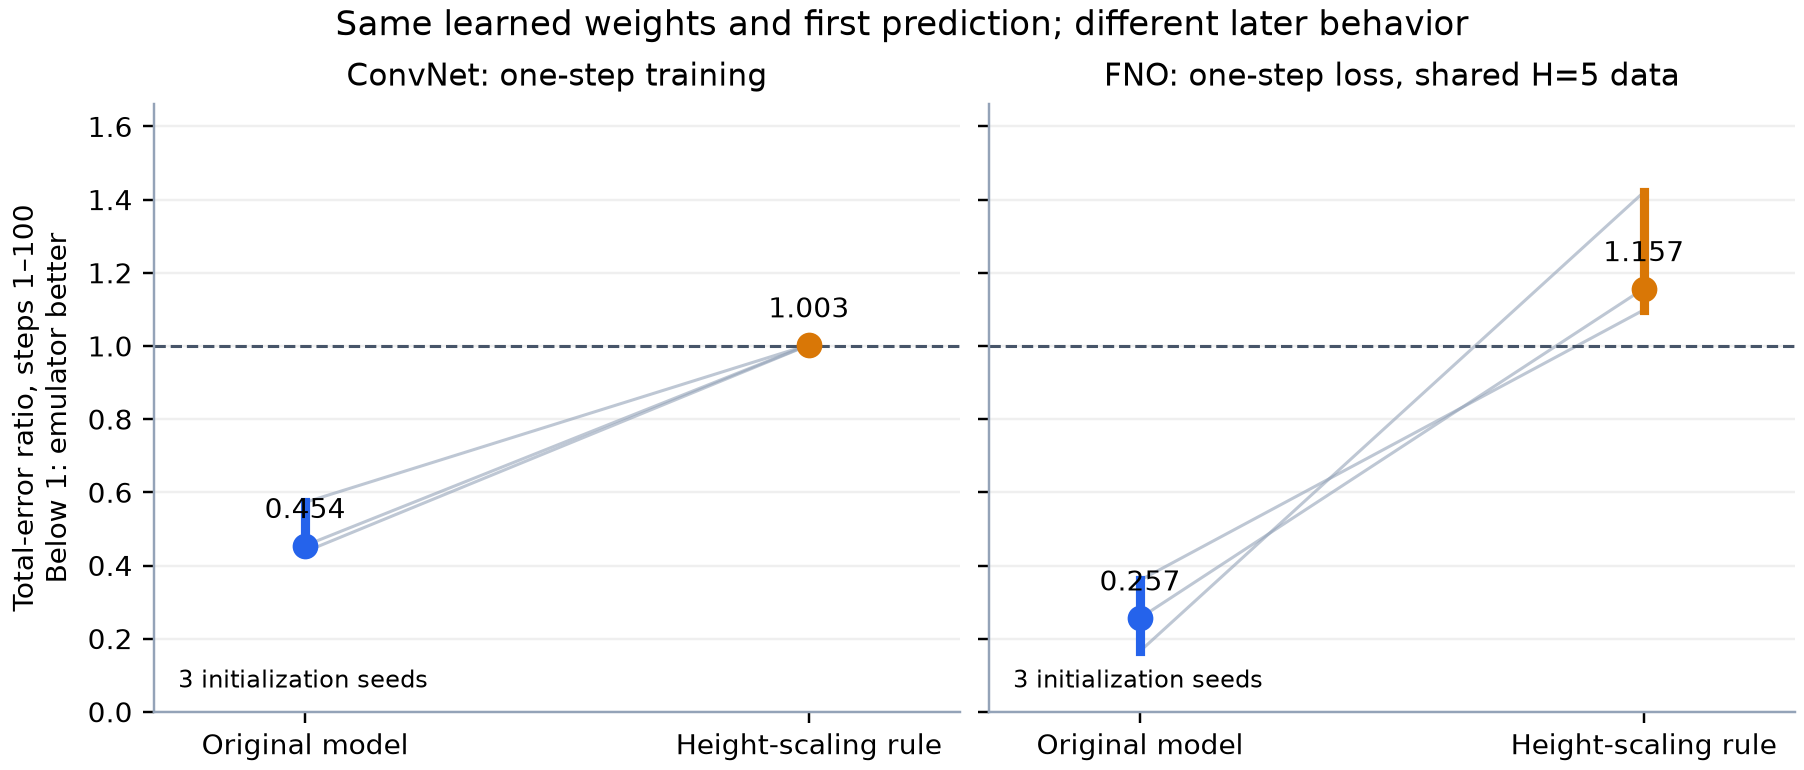 Same learned weights and first prediction; different later behavior
ConvNet: one-step training
FNO: one-step loss, shared H=5 data
Total-error ratio, steps 1–100
Below 1: emulator better
1.6
1.4
1.2
1.0
0.8
0.6
0.4
0.2
0.0
0.454
1.003
3 initialization seeds
Original model
Height-scaling rule
0.257
1.157
3 initialization seeds
Original model
Height-scaling rule